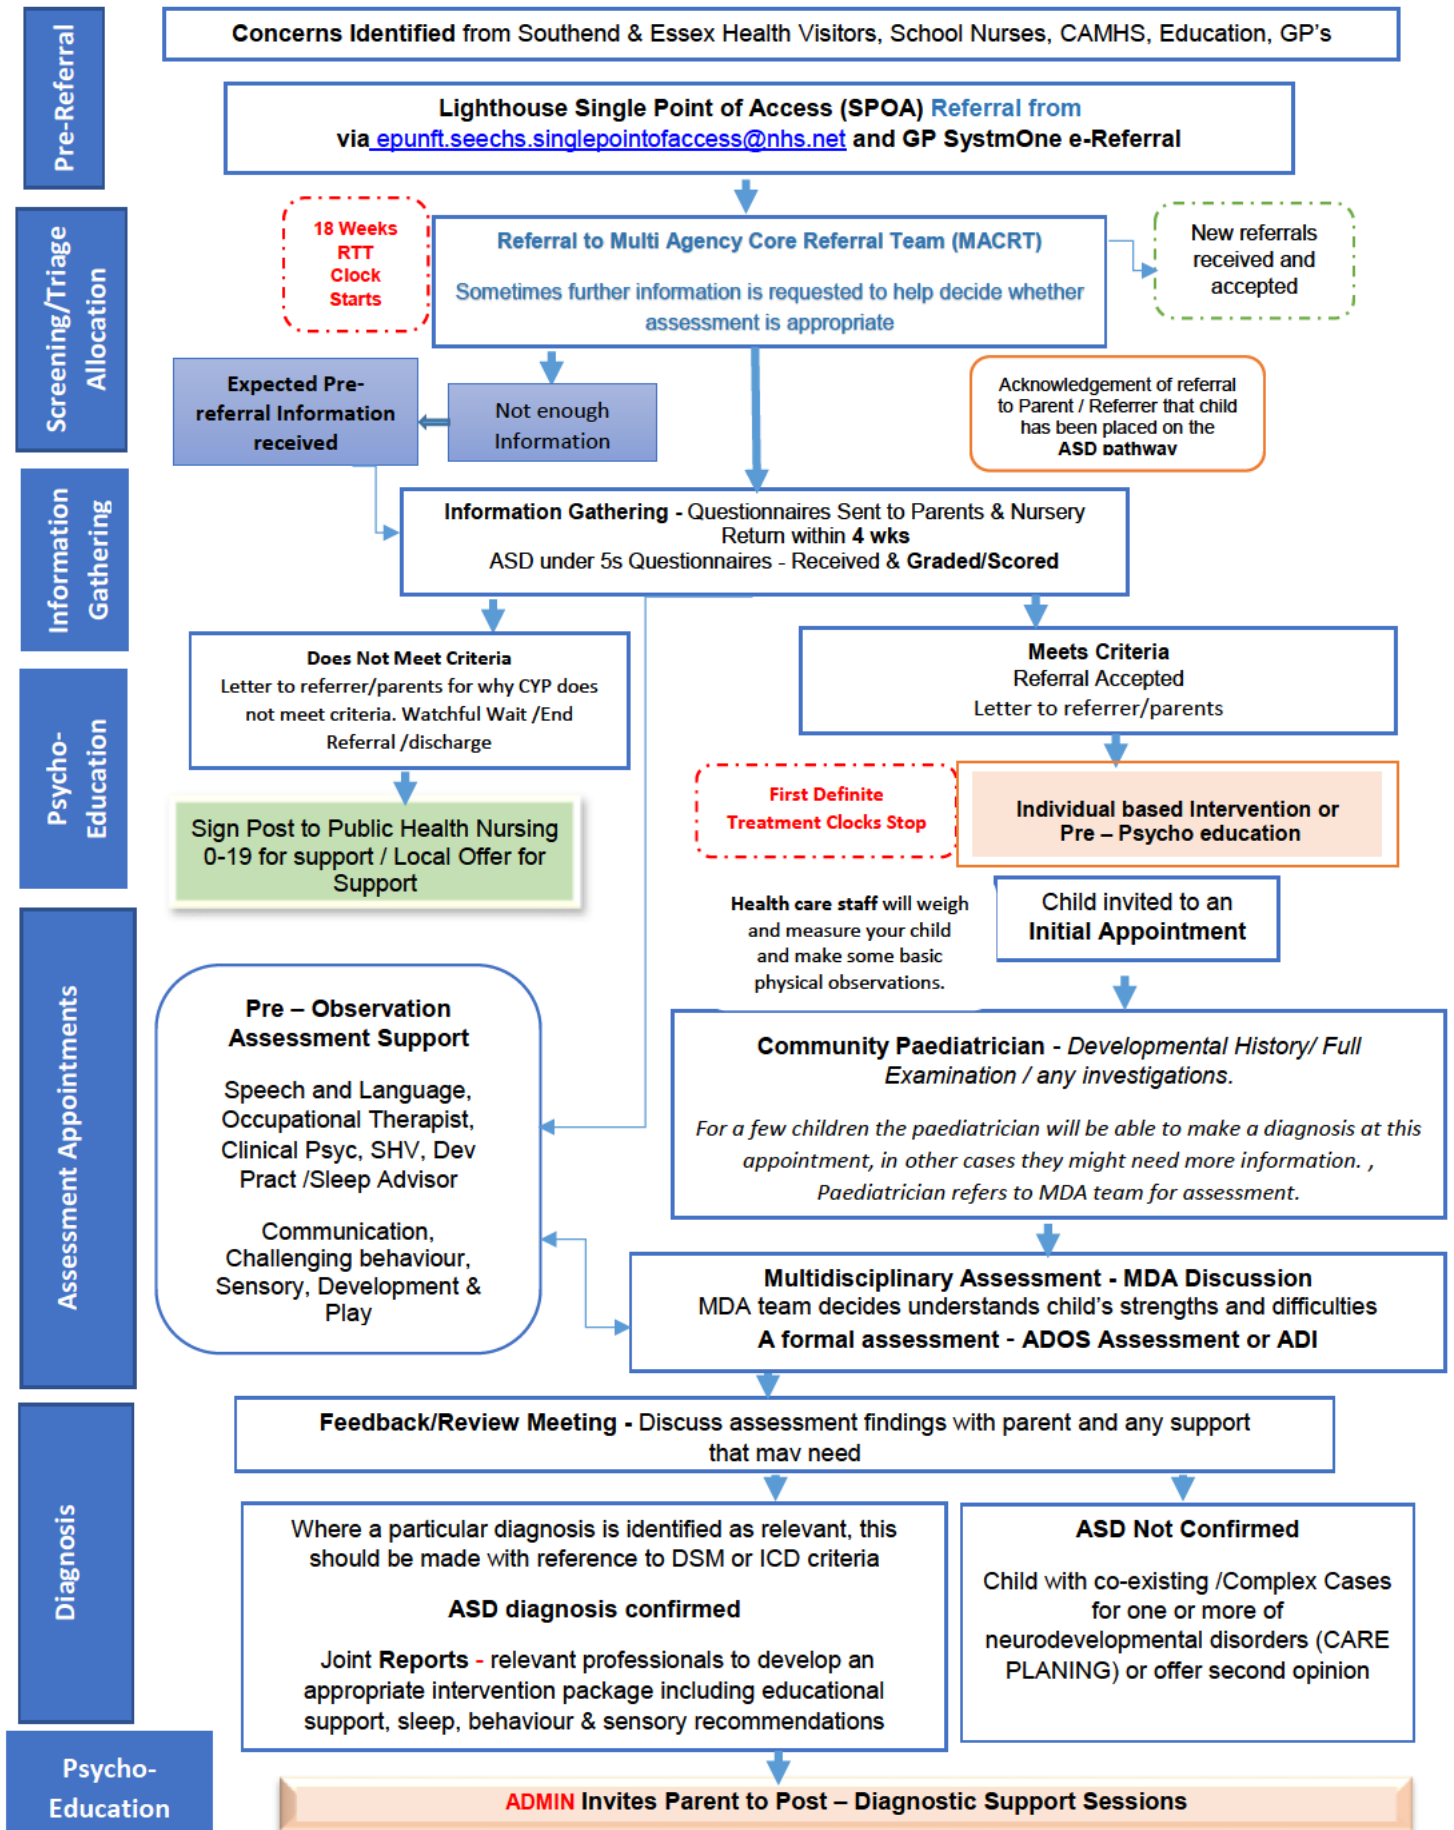 Pre-Referral
Concerns Identified from Southend & Essex Health Visitors, School Nurses, CAMHS, Education, GP's
Lighthouse Single Point of Access (SPOA) Referral from
via epunft.seechs.singlepointofaccess@nhs.net and GP SystmOne e-Referral
Screening/Triage
Allocation
18 Weeks
RTT
Clock
Starts
Referral to Multi Agency Core Referral Team (MACRT)
Sometimes further information is requested to help decide whether
assessment is appropriate
New referrals
received and
accepted
Expected Pre-
referral Information
received
Not enough
Information
Acknowledgement of referral
to Parent / Referrer that child
has been placed on the
ASD pathway
Information
Gathering
Information Gathering - Questionnaires Sent to Parents & Nursery
Return within 4 wks
ASD under 5s Questionnaires - Received & Graded/Scored
Does Not Meet Criteria
Letter to referrer/parents for why CYP does
not meet criteria. Watchful Wait /End
Referral /discharge
Meets Criteria
Referral Accepted
Letter to referrer/parents
Psycho-
Education
Sign Post to Public Health Nursing
0-19 for support / Local Offer for
Support
First Definite
Treatment Clocks Stop
Individual based Intervention or
Pre – Psycho education
Assessment Appointments
Health care staff will weigh
and measure your child
and make some basic
physical observations.
Child invited to an
Initial Appointment
Pre – Observation
Assessment Support
Speech and Language,
Occupational Therapist,
Clinical Psyc, SHV, Dev
Pract /Sleep Advisor
Communication,
Challenging behaviour,
Sensory, Development &
Play
Community Paediatrician - Developmental History/ Full
Examination / any investigations.
For a few children the paediatrician will be able to make a diagnosis at this
appointment, in other cases they might need more information. ,
Paediatrician refers to MDA team for assessment.
Multidisciplinary Assessment - MDA Discussion
MDA team decides understands child's strengths and difficulties
A formal assessment - ADOS Assessment or ADI
Diagnosis
Feedback/Review Meeting - Discuss assessment findings with parent and any support
that may need
Where a particular diagnosis is identified as relevant, this
should be made with reference to DSM or ICD criteria
ASD diagnosis confirmed
Joint Reports - relevant professionals to develop an
appropriate intervention package including educational
support, sleep, behaviour & sensory recommendations
ASD Not Confirmed
Child with co-existing /Complex Cases
for one or more of
neurodevelopmental disorders (CARE
PLANING) or offer second opinion
Psycho-
Education
ADMIN Invites Parent to Post – Diagnostic Support Sessions